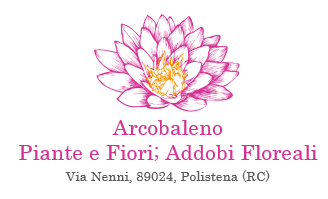 Arcobaleno
Piante e Fiori; Addobi Floreali
Via Nenni, 89024, Polistena (RC)